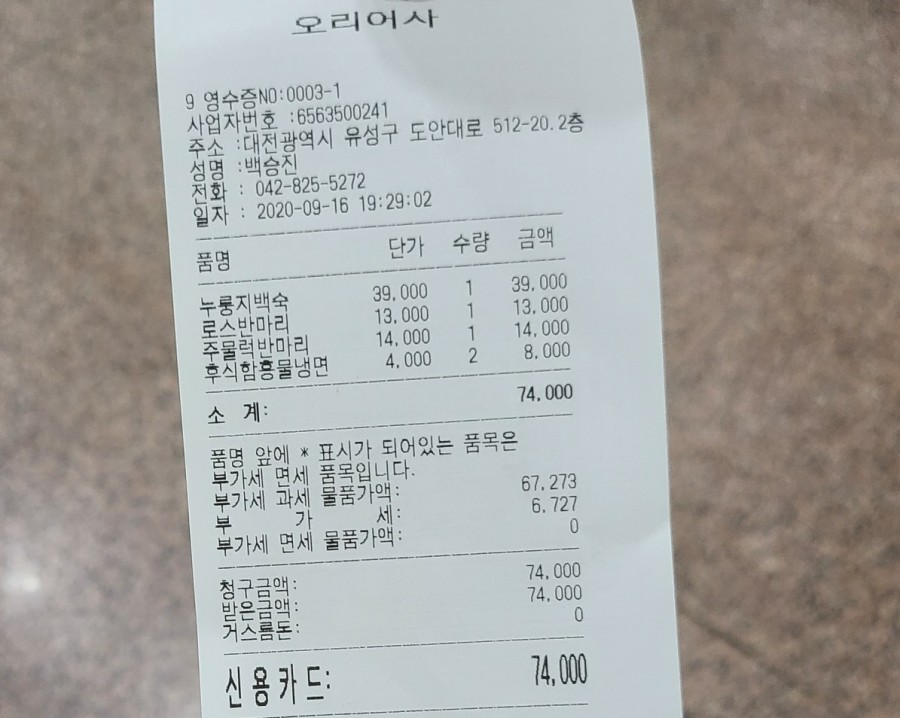 오리어사
9 영수증NO:0003-1
사업자번호 :6563500241
주소 :대전광역시 유성구 도안대로 512-20.2층
성명 :백승진
전화 : 042-825-5272
일자 : 2020-09-16 19:29:02
품명 단가 수량 금액
누룽지백숙 39,000 1 39,000
로스반마리 13,000 1 13,000
주물럭반마리 14,000 1 14,000
후식함흥물냉면 4,000 2 8,000
소 계: 74,000
품명 앞에 * 표시가 되어있는 품목은
부가세 면세 품목입니다.
부가세 과세 물품가액: 67,273
부 가 세: 6,727
부가세 면세 물품가액: 0
청구금액: 74,000
받은금액: 74,000
거스름돈: 0
신용카드: 74,000